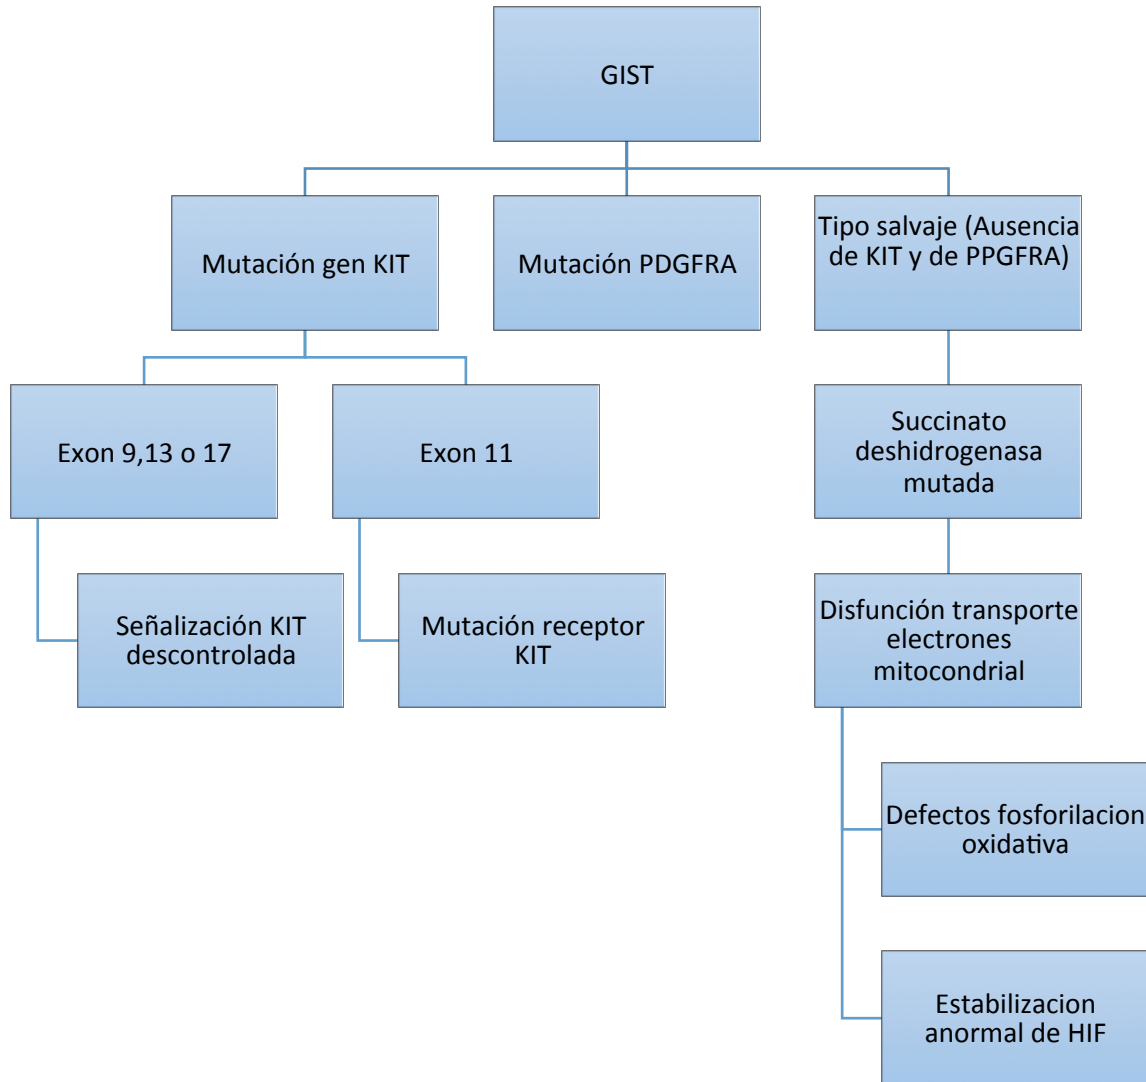 GIST
Mutación gen KIT
Mutación PDGFRA
Tipo salvaje (Ausencia
de KIT y de PPGFRA)
Exon 9,13 o 17
Exon 11
Succinato
deshidrogenasa
mutada
Señalización KIT
descontrolada
Mutación receptor
KIT
Disfunción transporte
electrones
mitocondrial
Defectos fosforilacion
oxidativa
Estabilizacion
anormal de HIF